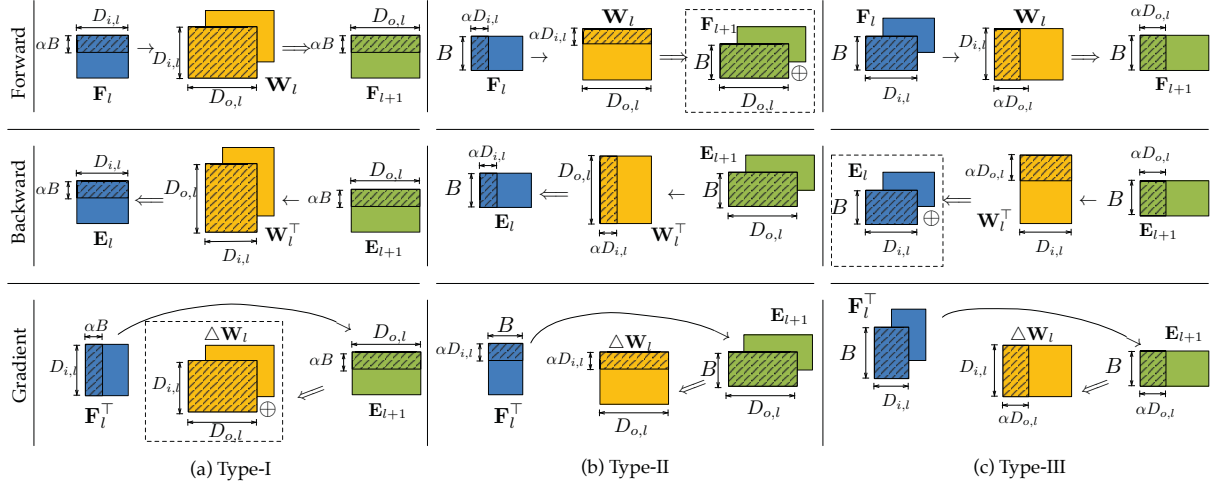 Forward
D_{i,l}
αB
F_l
D_{i,l}
D_{o,l}
W_l
D_{o,l}
αB
F_{l+1}
αD_{i,l}
B
F_l
W_l
αD_{i,l}
D_{o,l}
F_{l+1}
B
⊕
D_{o,l}
F_l
B
D_{i,l}
W_l
D_{i,l}
αD_{o,l}
αD_{o,l}
B
F_{l+1}
Backward
D_{i,l}
αB
E_l
D_{o,l}
W_l^⊤
D_{i,l}
D_{o,l}
αB
E_{l+1}
αD_{i,l}
B
E_l
D_{o,l}
αD_{i,l}
W_l^⊤
E_{l+1}
B
D_{o,l}
E_l
B
⊕
D_{i,l}
αD_{o,l}
W_l^⊤
D_{i,l}
αD_{o,l}
B
E_{l+1}
Gradient
αB
D_{i,l}
F_l^⊤
△W_l
D_{i,l}
⊕
D_{o,l}
D_{o,l}
αB
E_{l+1}
B
αD_{i,l}
F_l^⊤
△W_l
αD_{i,l}
D_{o,l}
E_{l+1}
B
D_{o,l}
F_l^⊤
B
D_{i,l}
△W_l
D_{i,l}
αD_{o,l}
E_{l+1}
B
αD_{o,l}
(a) Type-I
(b) Type-II
(c) Type-III